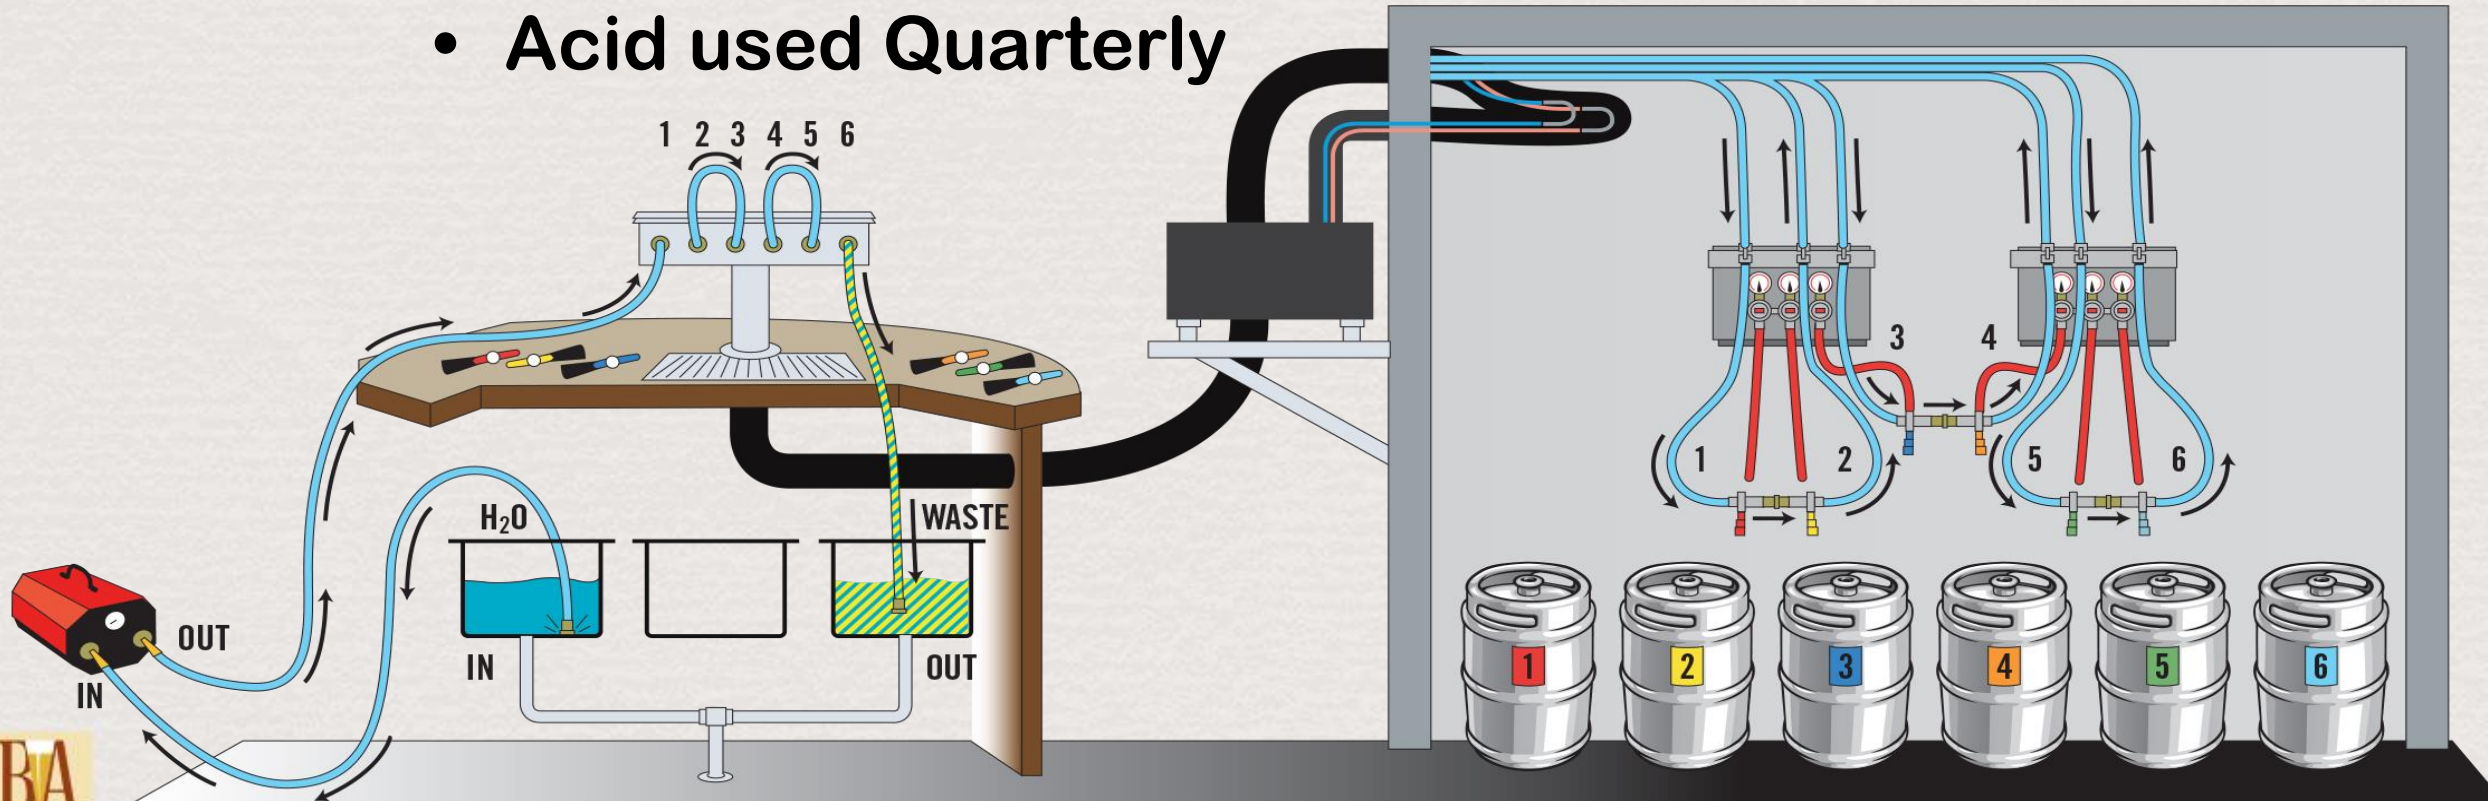 • Acid used Quarterly
1 2 3 4 5 6
3 4
1 2 5 6
H₂O
WASTE
OUT
IN
IN
OUT
1 2 3 4 5 6
BA